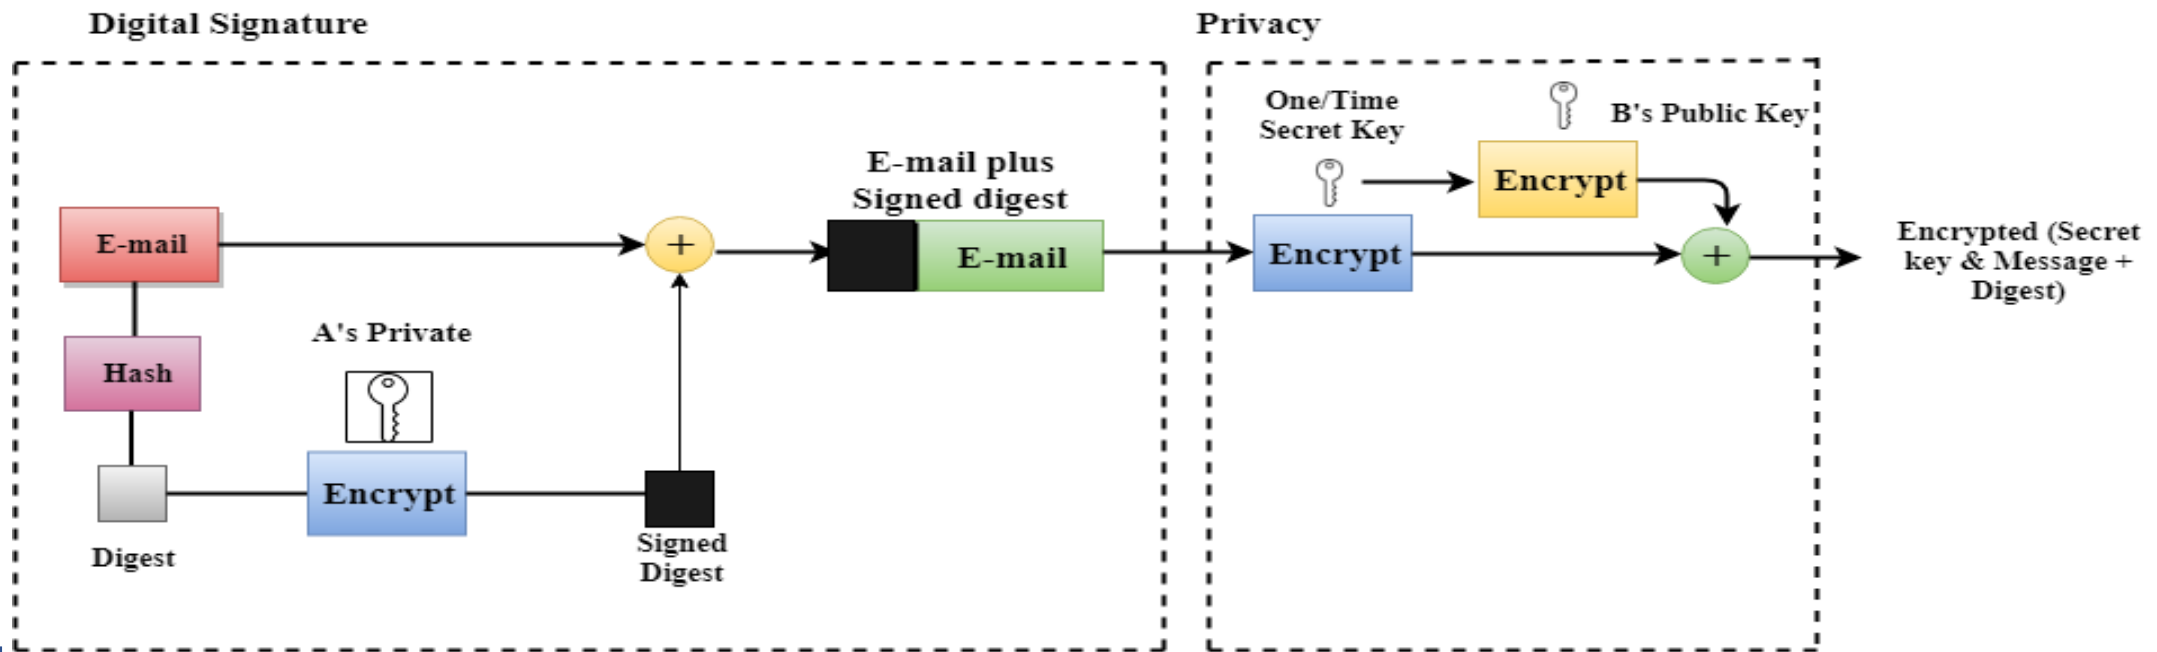 Digital Signature
Privacy
One/Time
Secret Key
B's Public Key
E-mail plus
Signed digest
Encrypt
E-mail
+
E-mail
Encrypt
+
Encrypted (Secret
key & Message +
Digest)
A's Private
Hash
Encrypt
Digest
Signed
Digest